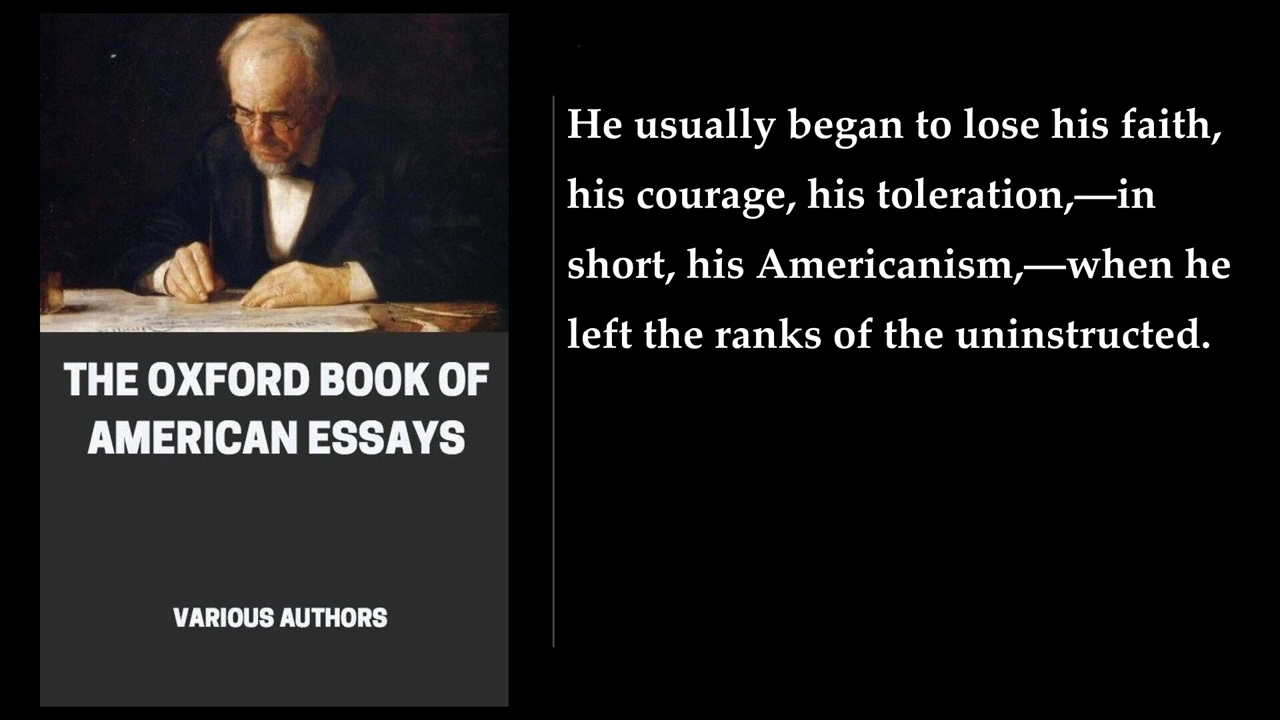 THE OXFORD BOOK OF
AMERICAN ESSAYS
VARIOUS AUTHORS
He usually began to lose his faith,
his courage, his toleration,—in
short, his Americanism,—when he
left the ranks of the uninstructed.